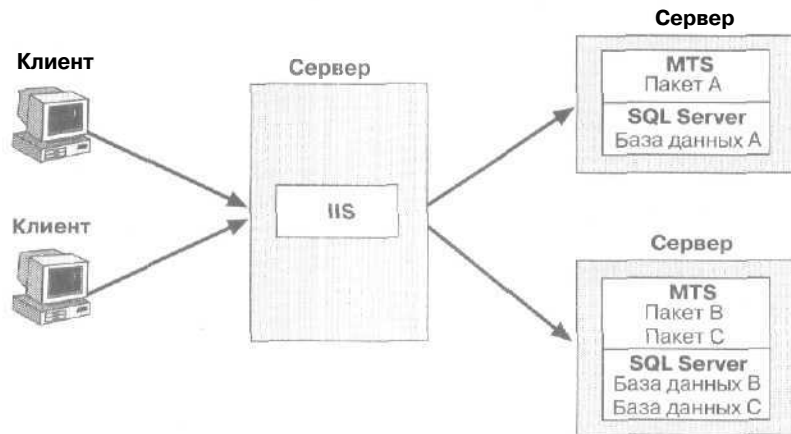 Клиент
Клиент
Сервер
IIS
Сервер
MTS
Пакет A
SQL Server
База данных A
Сервер
MTS
Пакет B
Пакет C
SQL Server
База данных B
База данных C